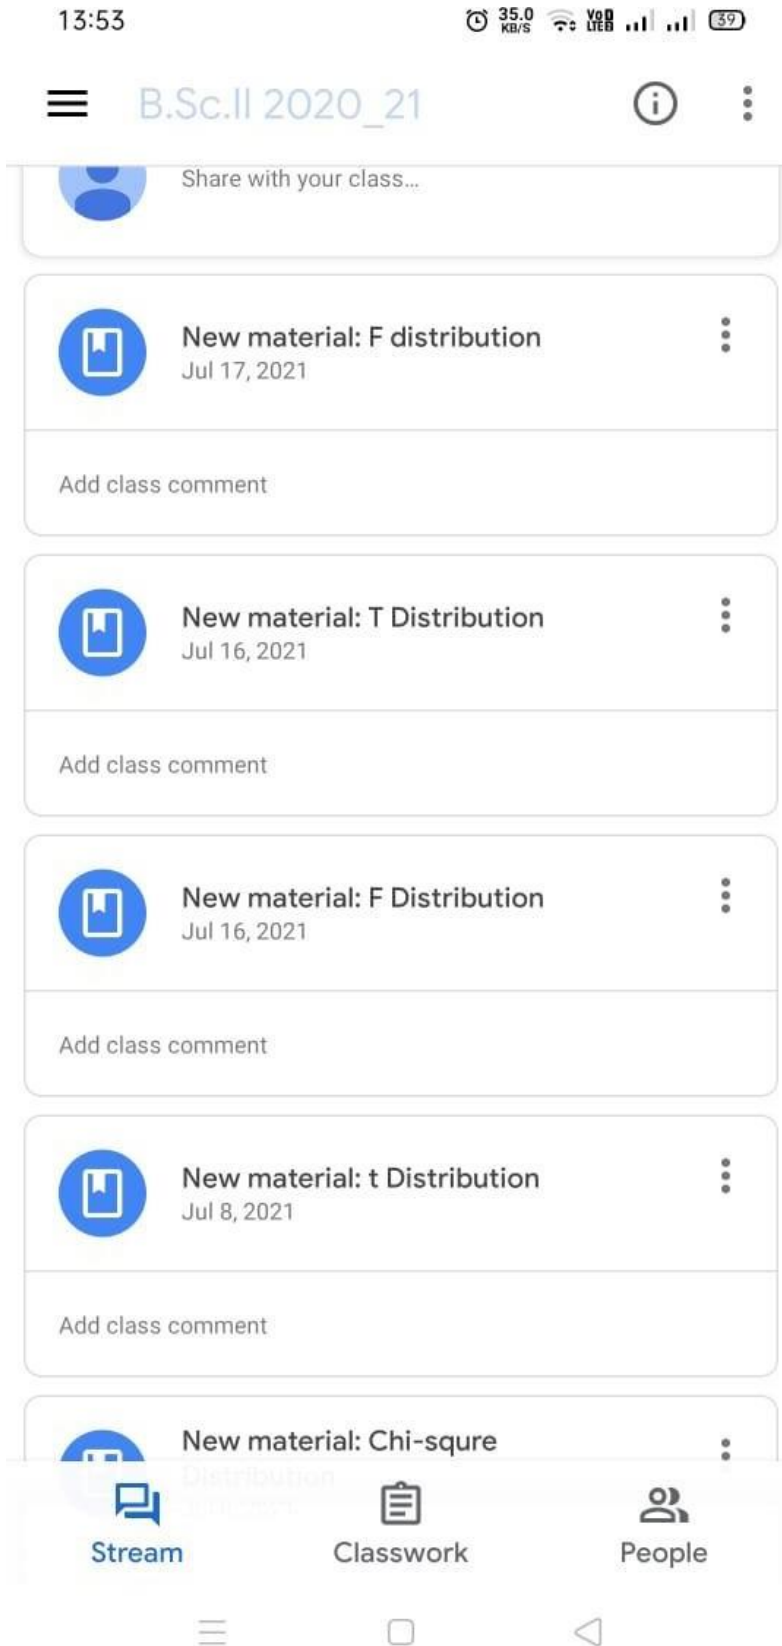 13:53
35.0
KB/S
Vo
LTE
39
B.Sc.II 2020_21
Share with your class...
New material: F distribution
Jul 17, 2021
Add class comment
New material: T Distribution
Jul 16, 2021
Add class comment
New material: F Distribution
Jul 16, 2021
Add class comment
New material: t Distribution
Jul 8, 2021
Add class comment
New material: Chi-squre
Distribution
Stream
Classwork
People